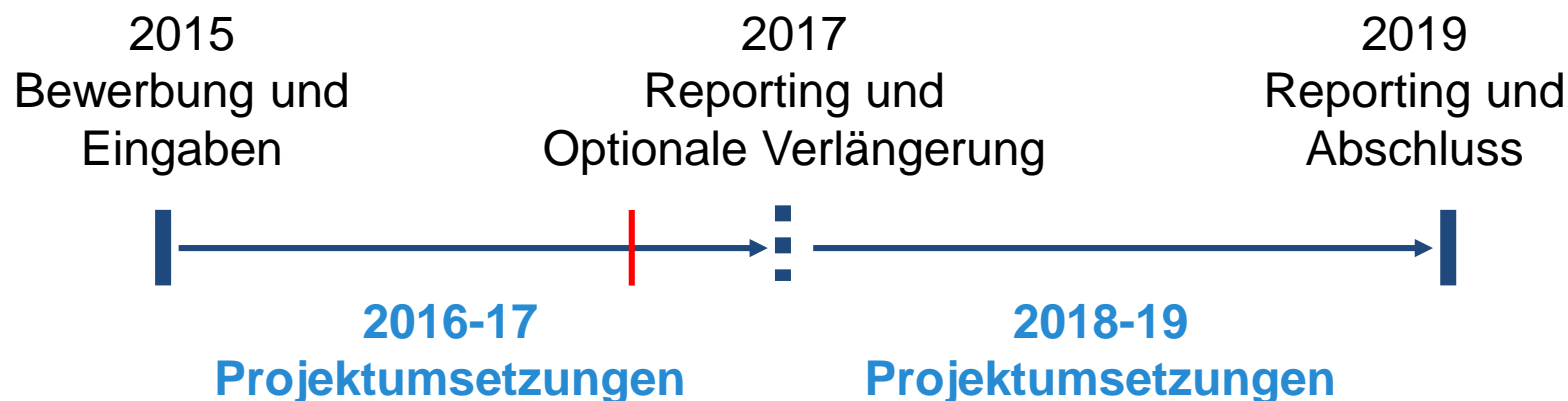 2015
Bewerbung und
Eingaben
2017
Reporting und
Optionale Verlängerung
2019
Reporting und
Abschluss
2016-17
Projektumsetzungen
2018-19
Projektumsetzungen